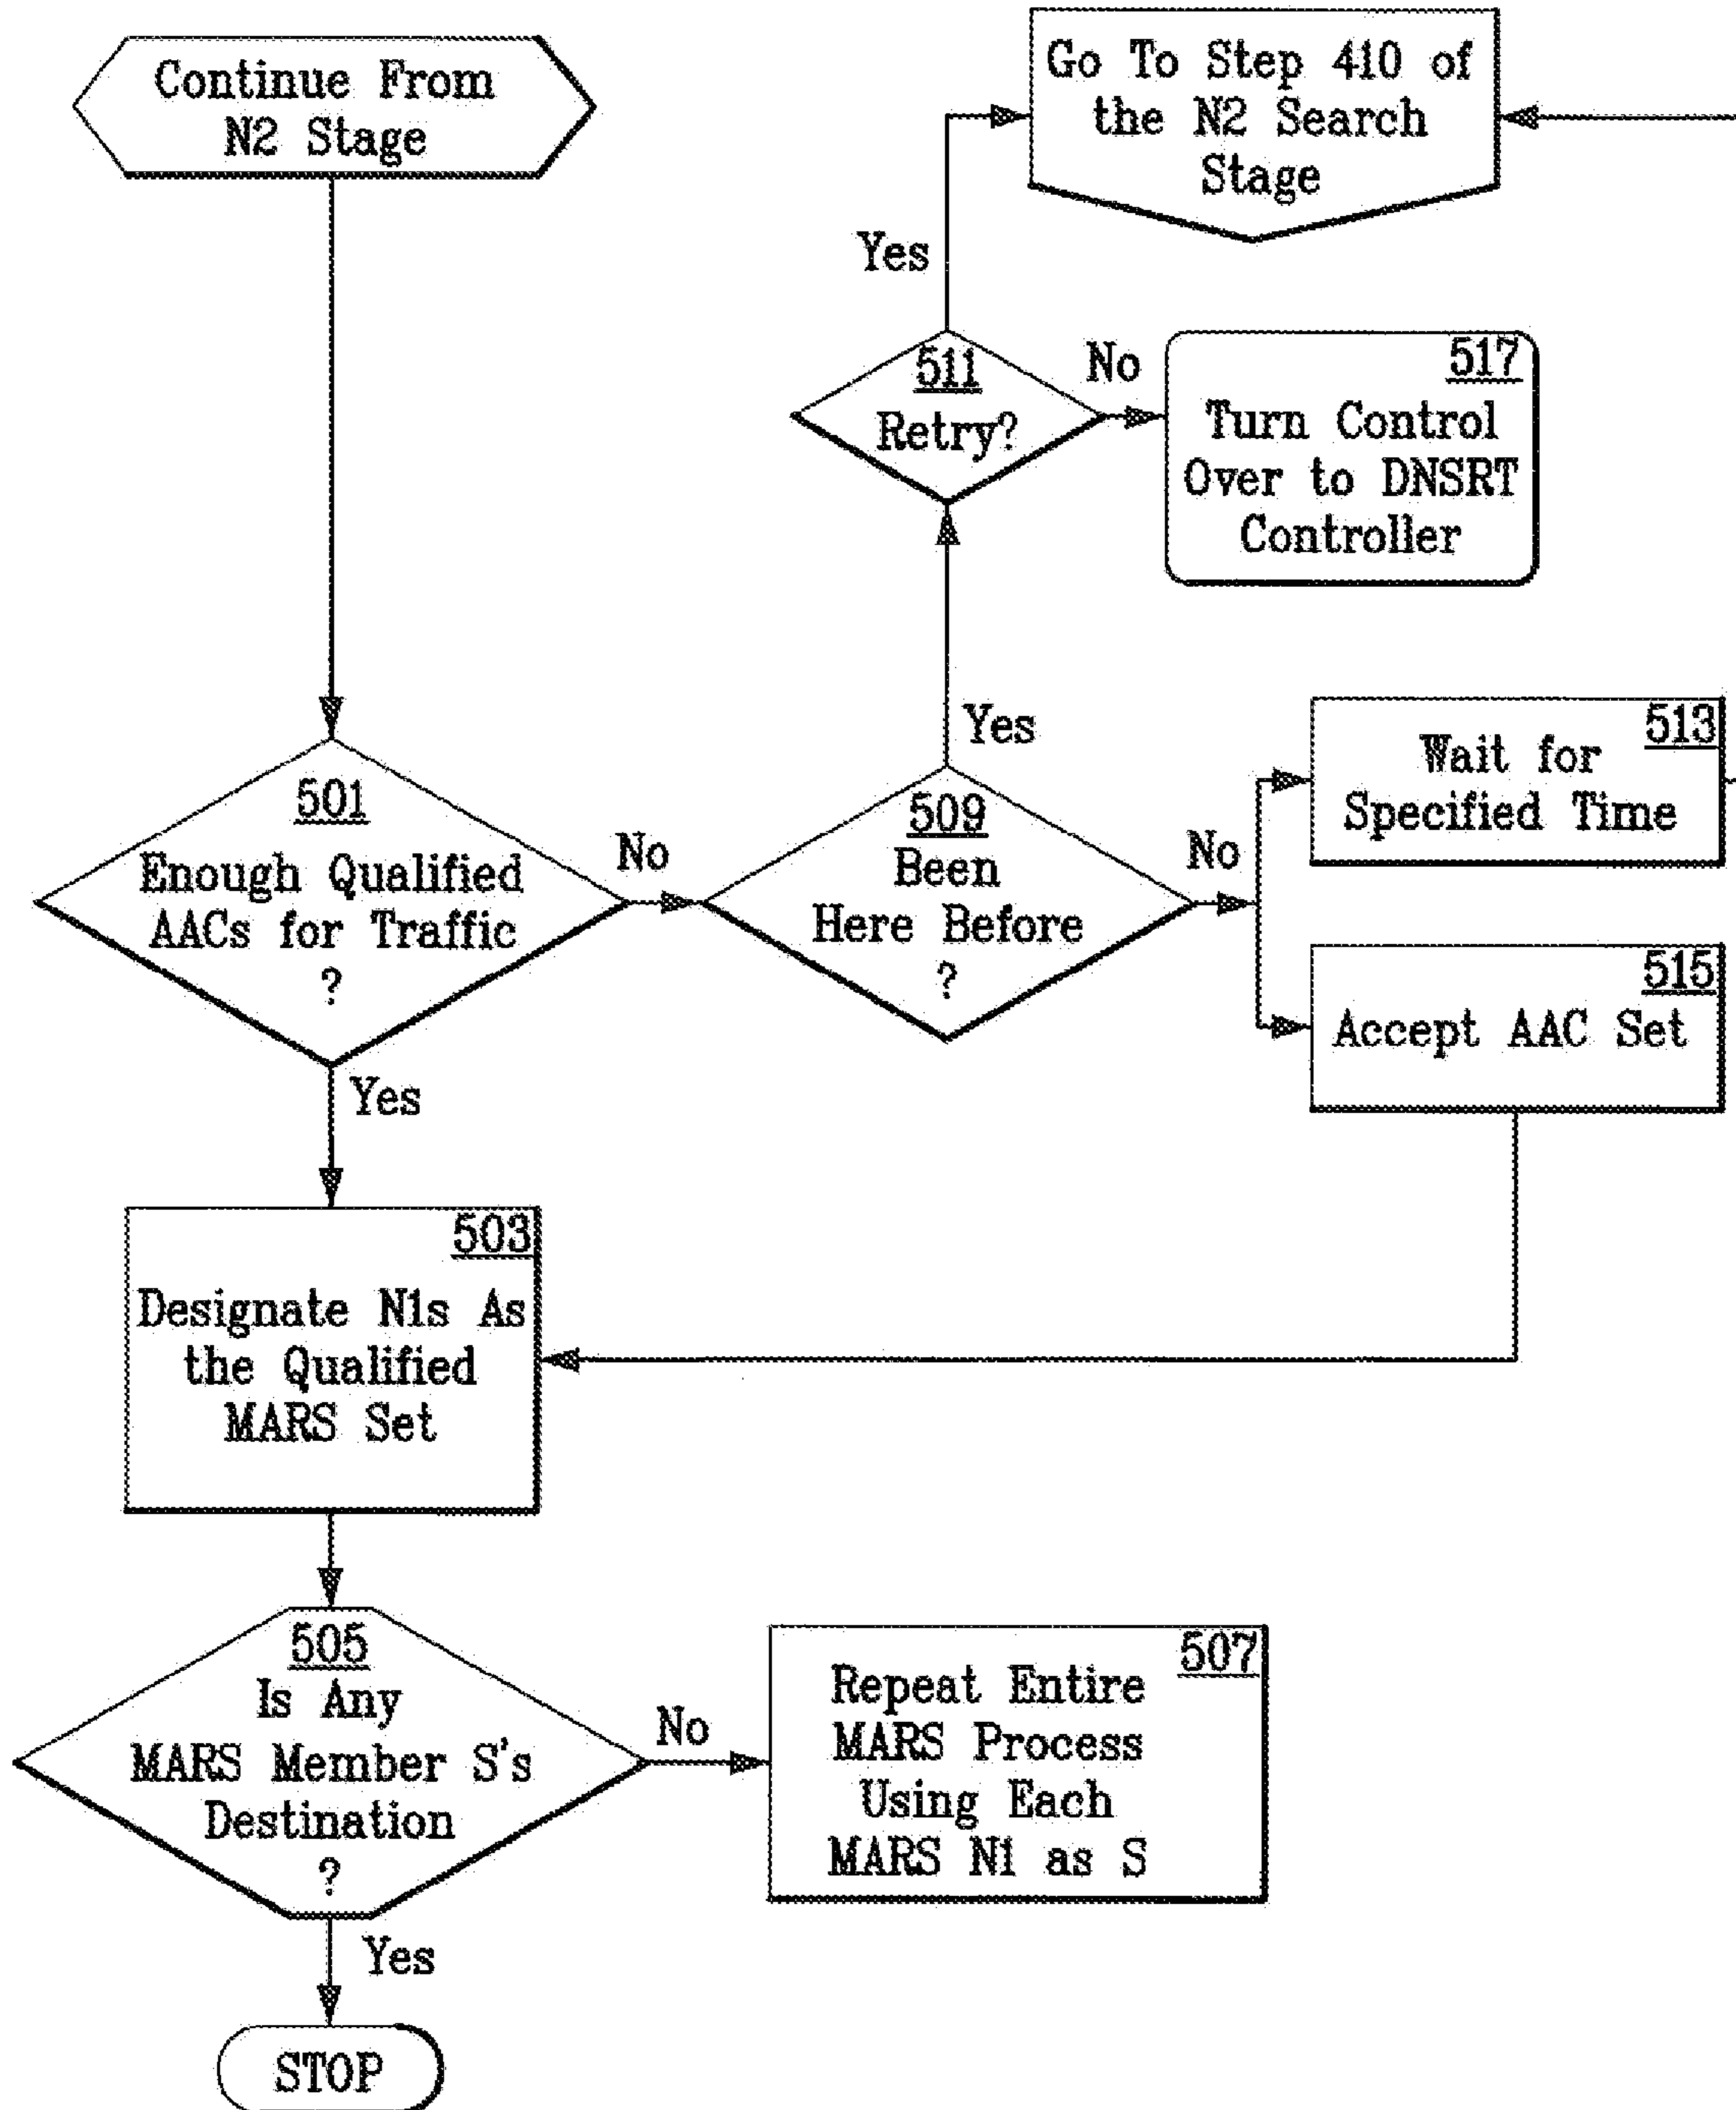 Continue From
N2 Stage
Go To Step 410 of
the N2 Search
Stage
Yes
511
Retry?
No
517
Turn Control
Over to DNSRT
Controller
Yes
501
Enough Qualified
AACs for Traffic
?
No
509
Been
Here Before
?
No
513
Wait for
Specified Time
515
Accept AAC Set
Yes
503
Designate N1s As
the Qualified
MARS Set
505
Is Any
MARS Member S's
Destination
?
No
507
Repeat Entire
MARS Process
Using Each
MARS N1 as S
Yes
STOP